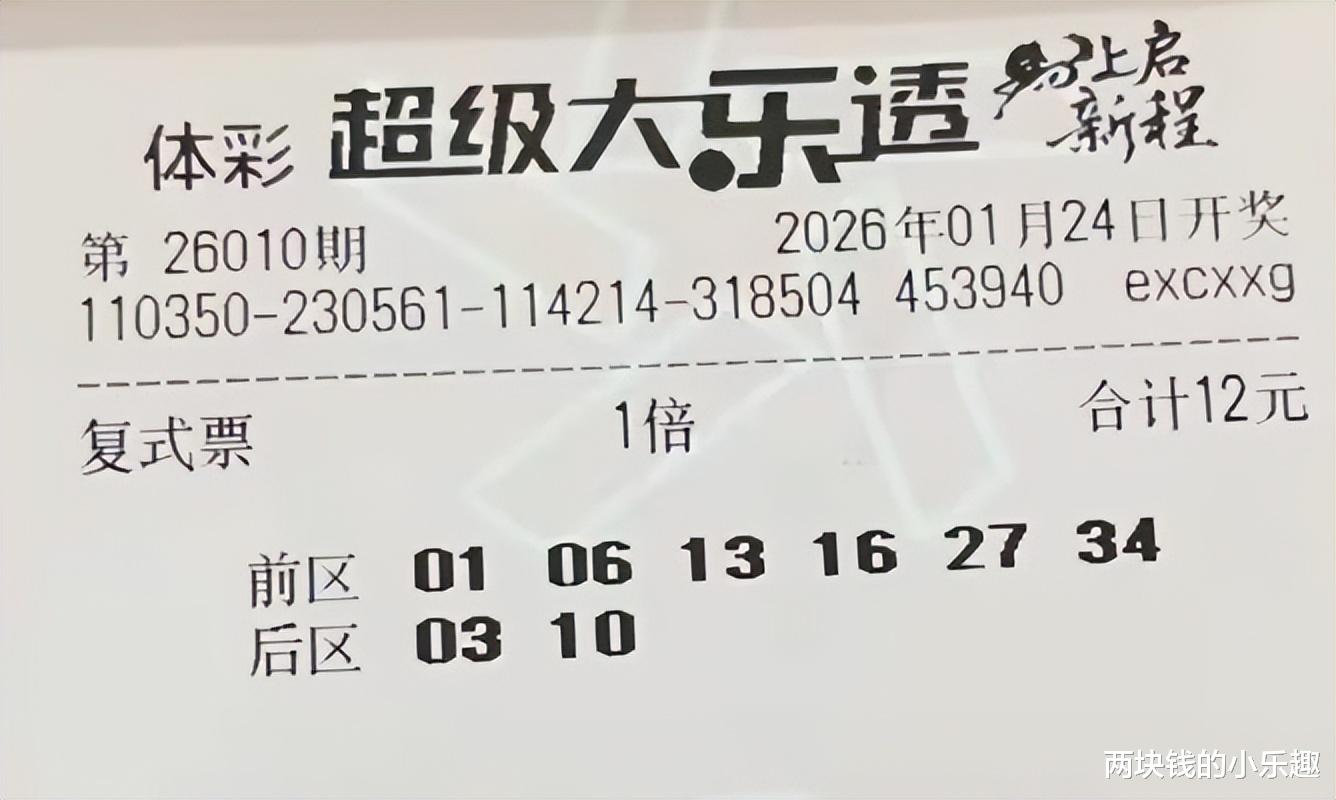 体彩 超级大乐透 马上启
新程
第 26010期 2026年01月24日开奖
110350-230561-114214-318504 453940 excxxg
复式票 1倍 合计12元
前区 01 06 13 16 27 34
后区 03 10
两块钱的小乐趣